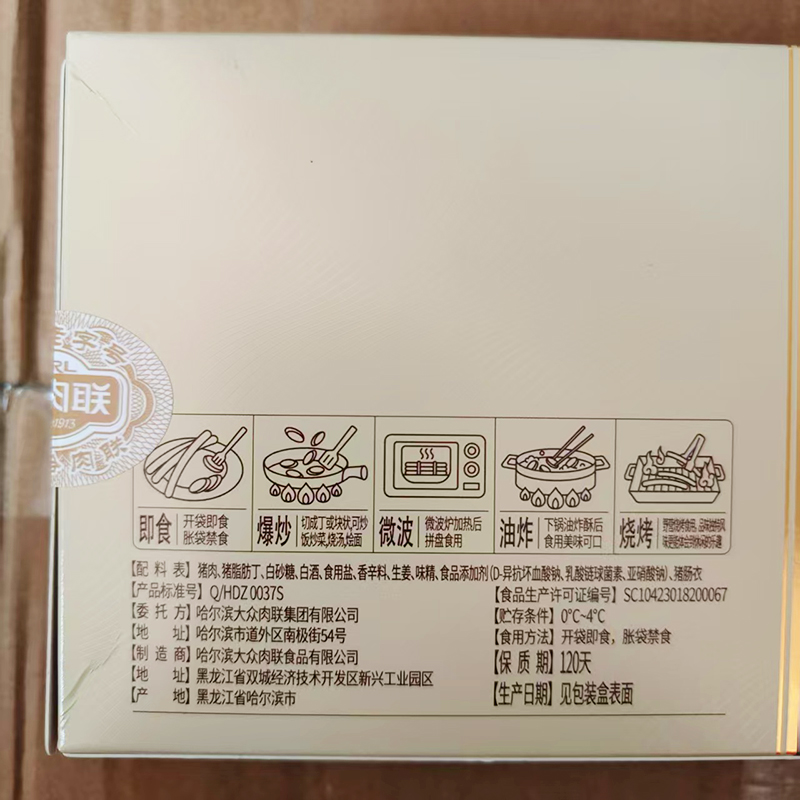 老字号
RL
肉联
1913
肉联
即食
开袋即食
胀袋禁食
爆炒
切成丁或块状,可炒
饭炒菜,烧汤,烩面
微波
微波炉加热后
拼盘食用
油炸
下锅油炸酥后
食用美味可口
烧烤
【配料表】猪肉、猪脂肪丁、白砂糖、白酒、食用盐、香辛料、生姜、味精、食品添加剂(D-异抗坏血酸钠、乳酸链球菌素、亚硝酸钠)、猪肠衣
【产品标准号】Q/HDZ 0037S
【食品生产许可证编号】SC10423018200067
【委托方】哈尔滨大众肉联集团有限公司
【贮存条件】0°C~4°C
【地址】哈尔滨市道外区南极街54号
【食用方法】开袋即食，胀袋禁食
【制造商】哈尔滨大众肉联食品有限公司
【保质期】120天
【地址】黑龙江省双城经济技术开发区新兴工业园区
【产地】黑龙江省哈尔滨市
【生产日期】见包装盒表面